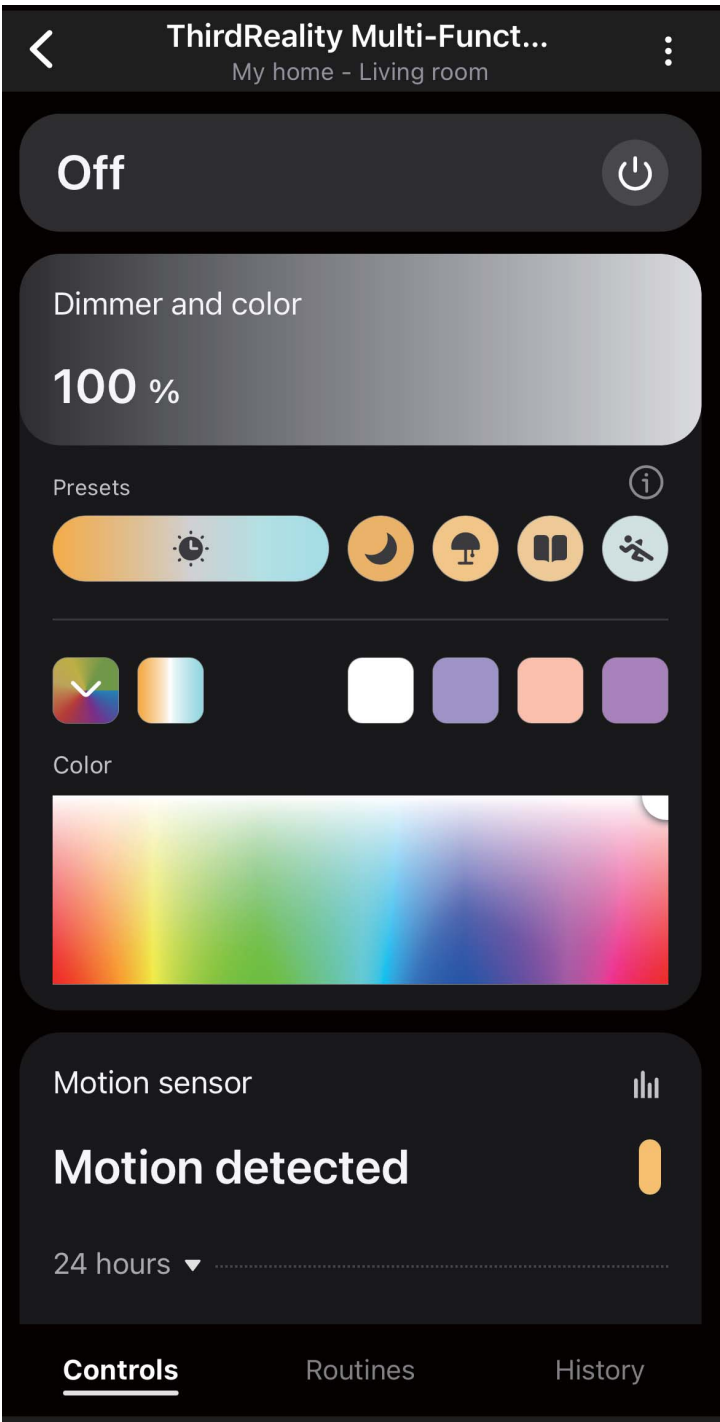 ThirdReality Multi-Funct...
My home - Living room
Off
Dimmer and color
100 %
Presets
Color
Motion sensor
Motion detected
24 hours
Controls
Routines
History